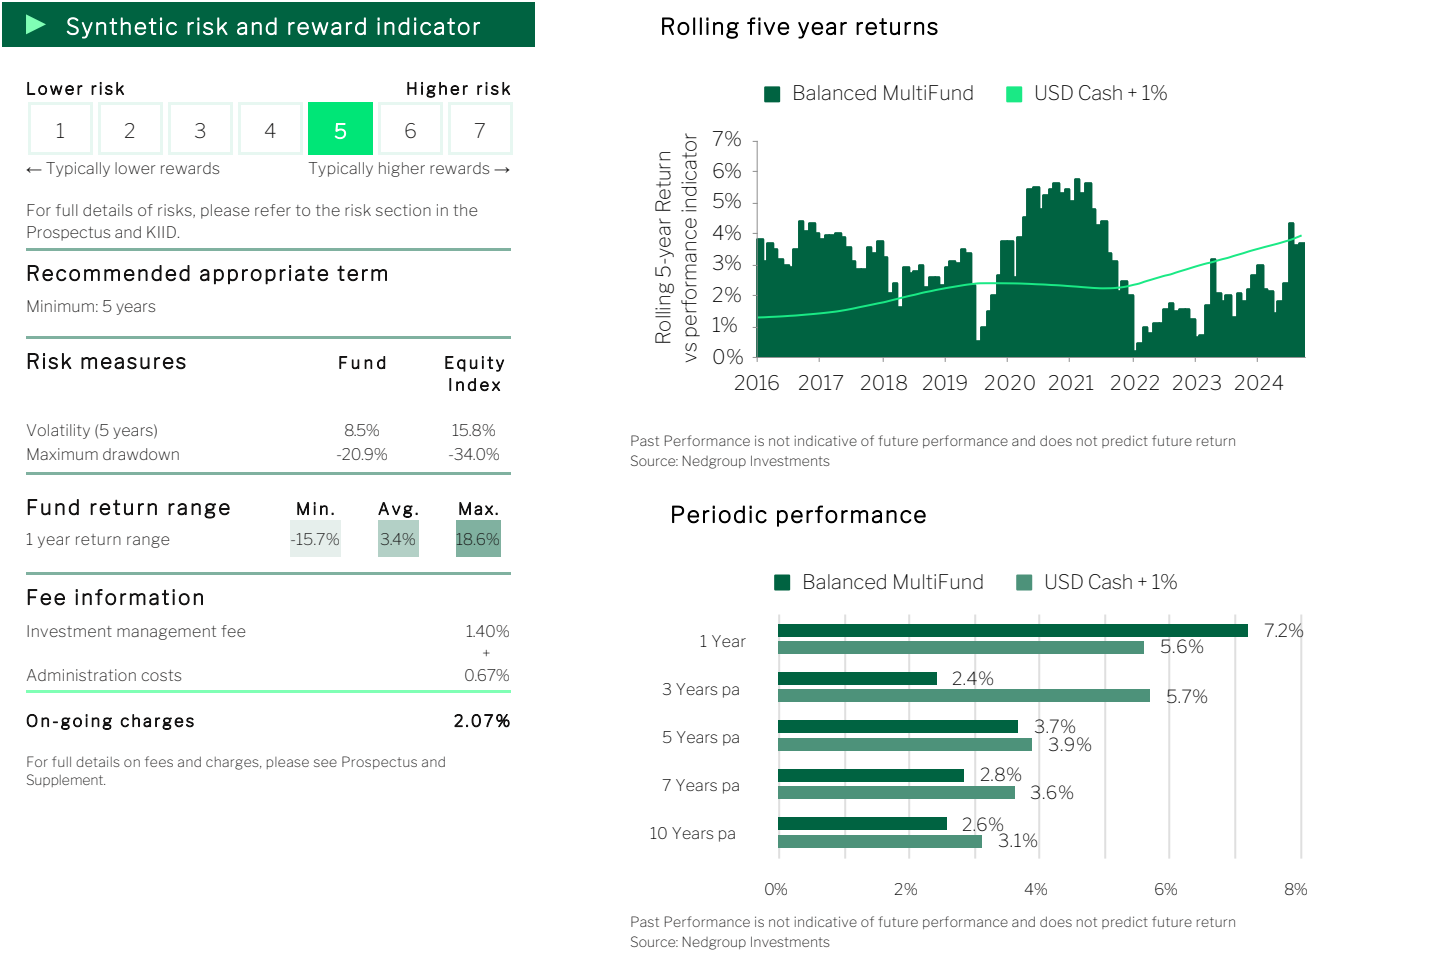 Synthetic risk and reward indicator
Lower risk Higher risk
1 2 3 4 5 6 7
← Typically lower rewards Typically higher rewards →
For full details of risks, please refer to the risk section in the
Prospectus and KIID.
Recommended appropriate term
Minimum: 5 years
Risk measures Fund Equity
Index
Volatility (5 years) 8.5% 15.8%
Maximum drawdown -20.9% -34.0%
Fund return range Min. Avg. Max.
1 year return range -15.7% 3.4% 18.6%
Fee information
Investment management fee 1.40%
+
Administration costs 0.67%
On-going charges 2.07%
For full details on fees and charges, please see Prospectus and
Supplement.
Rolling five year returns
Balanced MultiFund USD Cash + 1%
Rolling 5-year Return
vs performance indicator
7%
6%
5%
4%
3%
2%
1%
0%
2016 2017 2018 2019 2020 2021 2022 2023 2024
Past Performance is not indicative of future performance and does not predict future return
Source: Nedgroup Investments
Periodic performance
Balanced MultiFund USD Cash + 1%
1 Year 7.2%
5.6%
3 Years pa 2.4%
5.7%
5 Years pa 3.7%
3.9%
7 Years pa 2.8%
3.6%
10 Years pa 2.6%
3.1%
0% 2% 4% 6% 8%
Past Performance is not indicative of future performance and does not predict future return
Source: Nedgroup Investments